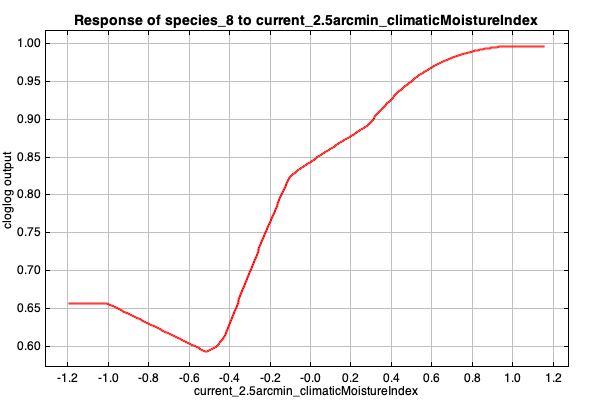 Response of species_8 to current_2.5arcmin_climaticMoistureIndex
1.00
0.95
0.90
0.85
0.80
0.75
0.70
0.65
0.60
cloglog output
-1.2 -1.0 -0.8 -0.6 -0.4 -0.2 -0.0 0.2 0.4 0.6 0.8 1.0 1.2
current_2.5arcmin_climaticMoistureIndex